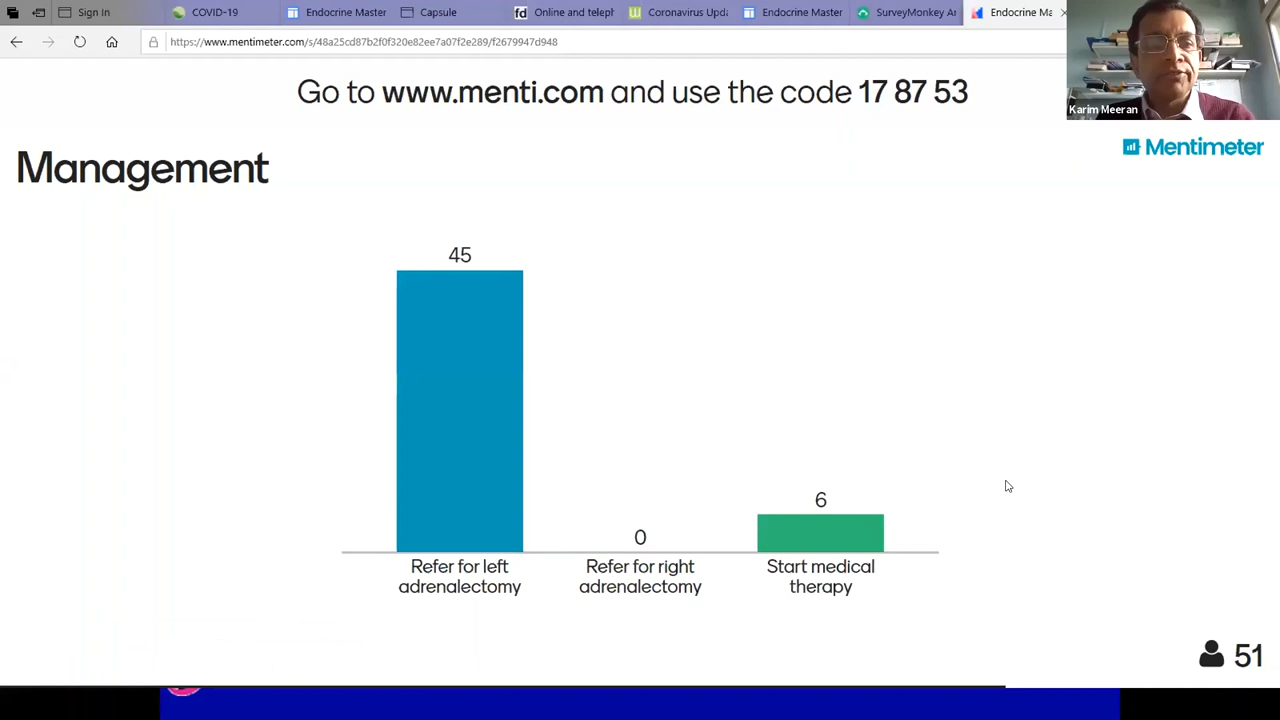 Sign In
COVID-19
Endocrine Master
Capsule
Online and teleph
Coronavirus Upda
Endocrine Master
SurveyMonkey An
Endocrine Ma
https://www.mentimeter.com/s/48a25cd87b2f0f320e82ee7a07f2e289/f2679947d948
Karim Meeran
Go to www.menti.com and use the code 17 87 53
Mentimeter
Management
45
0
6
Refer for left
adrenalectomy
Refer for right
adrenalectomy
Start medical
therapy
51